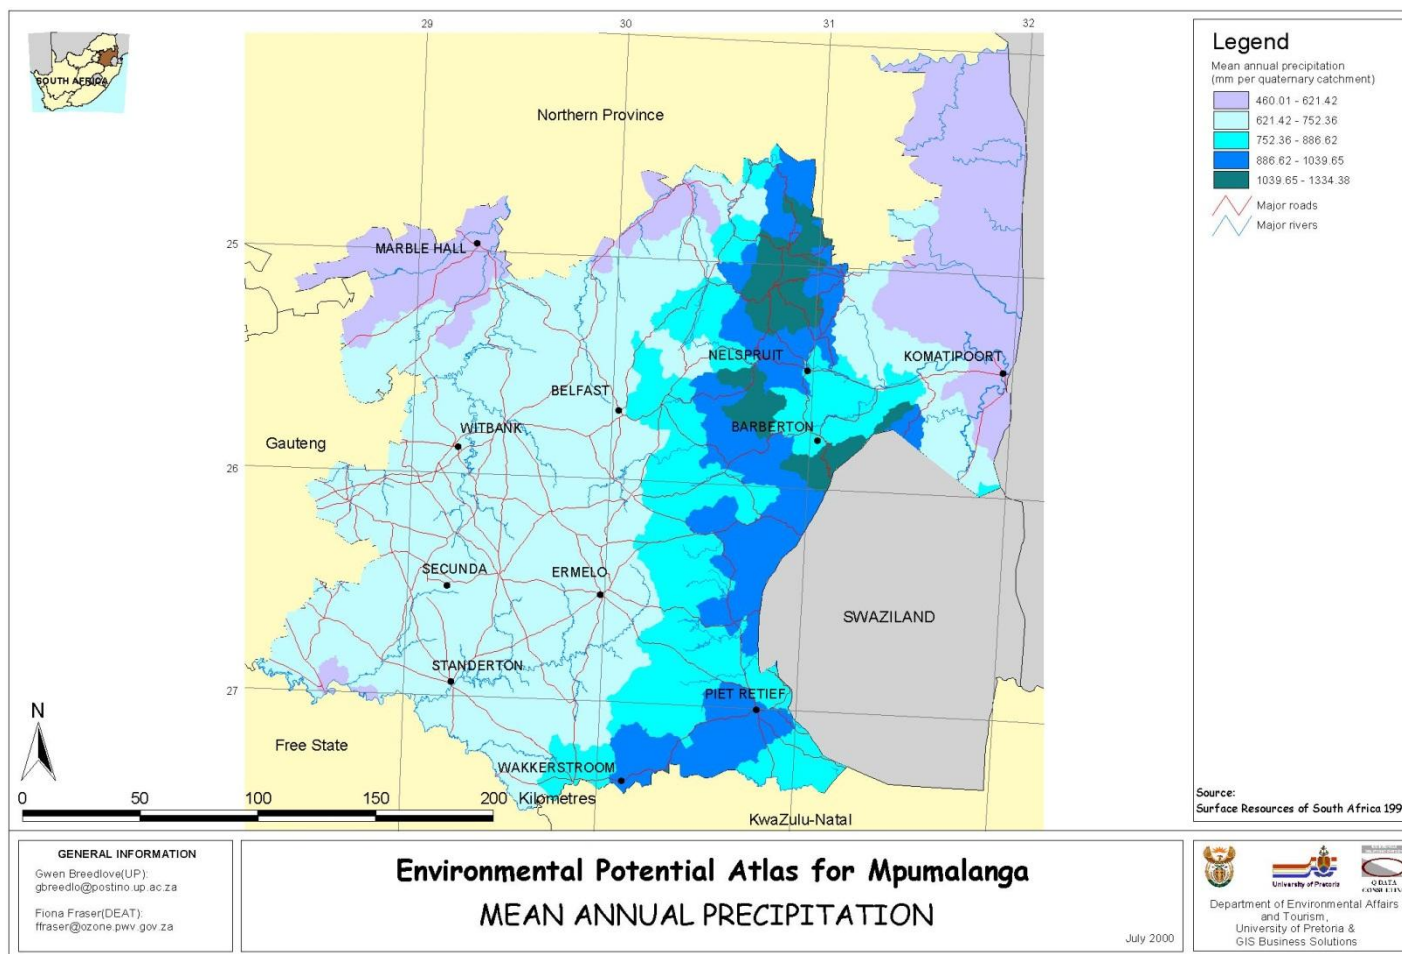 29
30
31
32
SOUTH AFRICA
Northern Province
25
MARBLE HALL
NELSPRUIT
KOMATIPOORT
BELFAST
WITBANK
BARBERTON
Gauteng
26
SECUNDA
ERMELO
SWAZILAND
STANDERTON
27
PIET RETIEF
N
Free State
WAKKERSTROOM
0 50 100 150 200 Kilometres
KwaZulu-Natal
Legend
Mean annual precipitation
(mm per quaternary catchment)
460.01 - 621.42
621.42 - 752.36
752.36 - 886.62
886.62 - 1039.65
1039.65 - 1334.38
Major roads
Major rivers
Source:
Surface Resources of South Africa 199
GENERAL INFORMATION
Gwen Breedlove(UP):
gbreedlo@postino.up.ac.za
Fiona Fraser(DEAT):
ffraser@ozone.pwv.gov.za
Environmental Potential Atlas for Mpumalanga
MEAN ANNUAL PRECIPITATION
July 2000
University of Pretoria
Q DATA
Department of Environmental Affairs
and Tourism,
University of Pretoria &
GIS Business Solutions